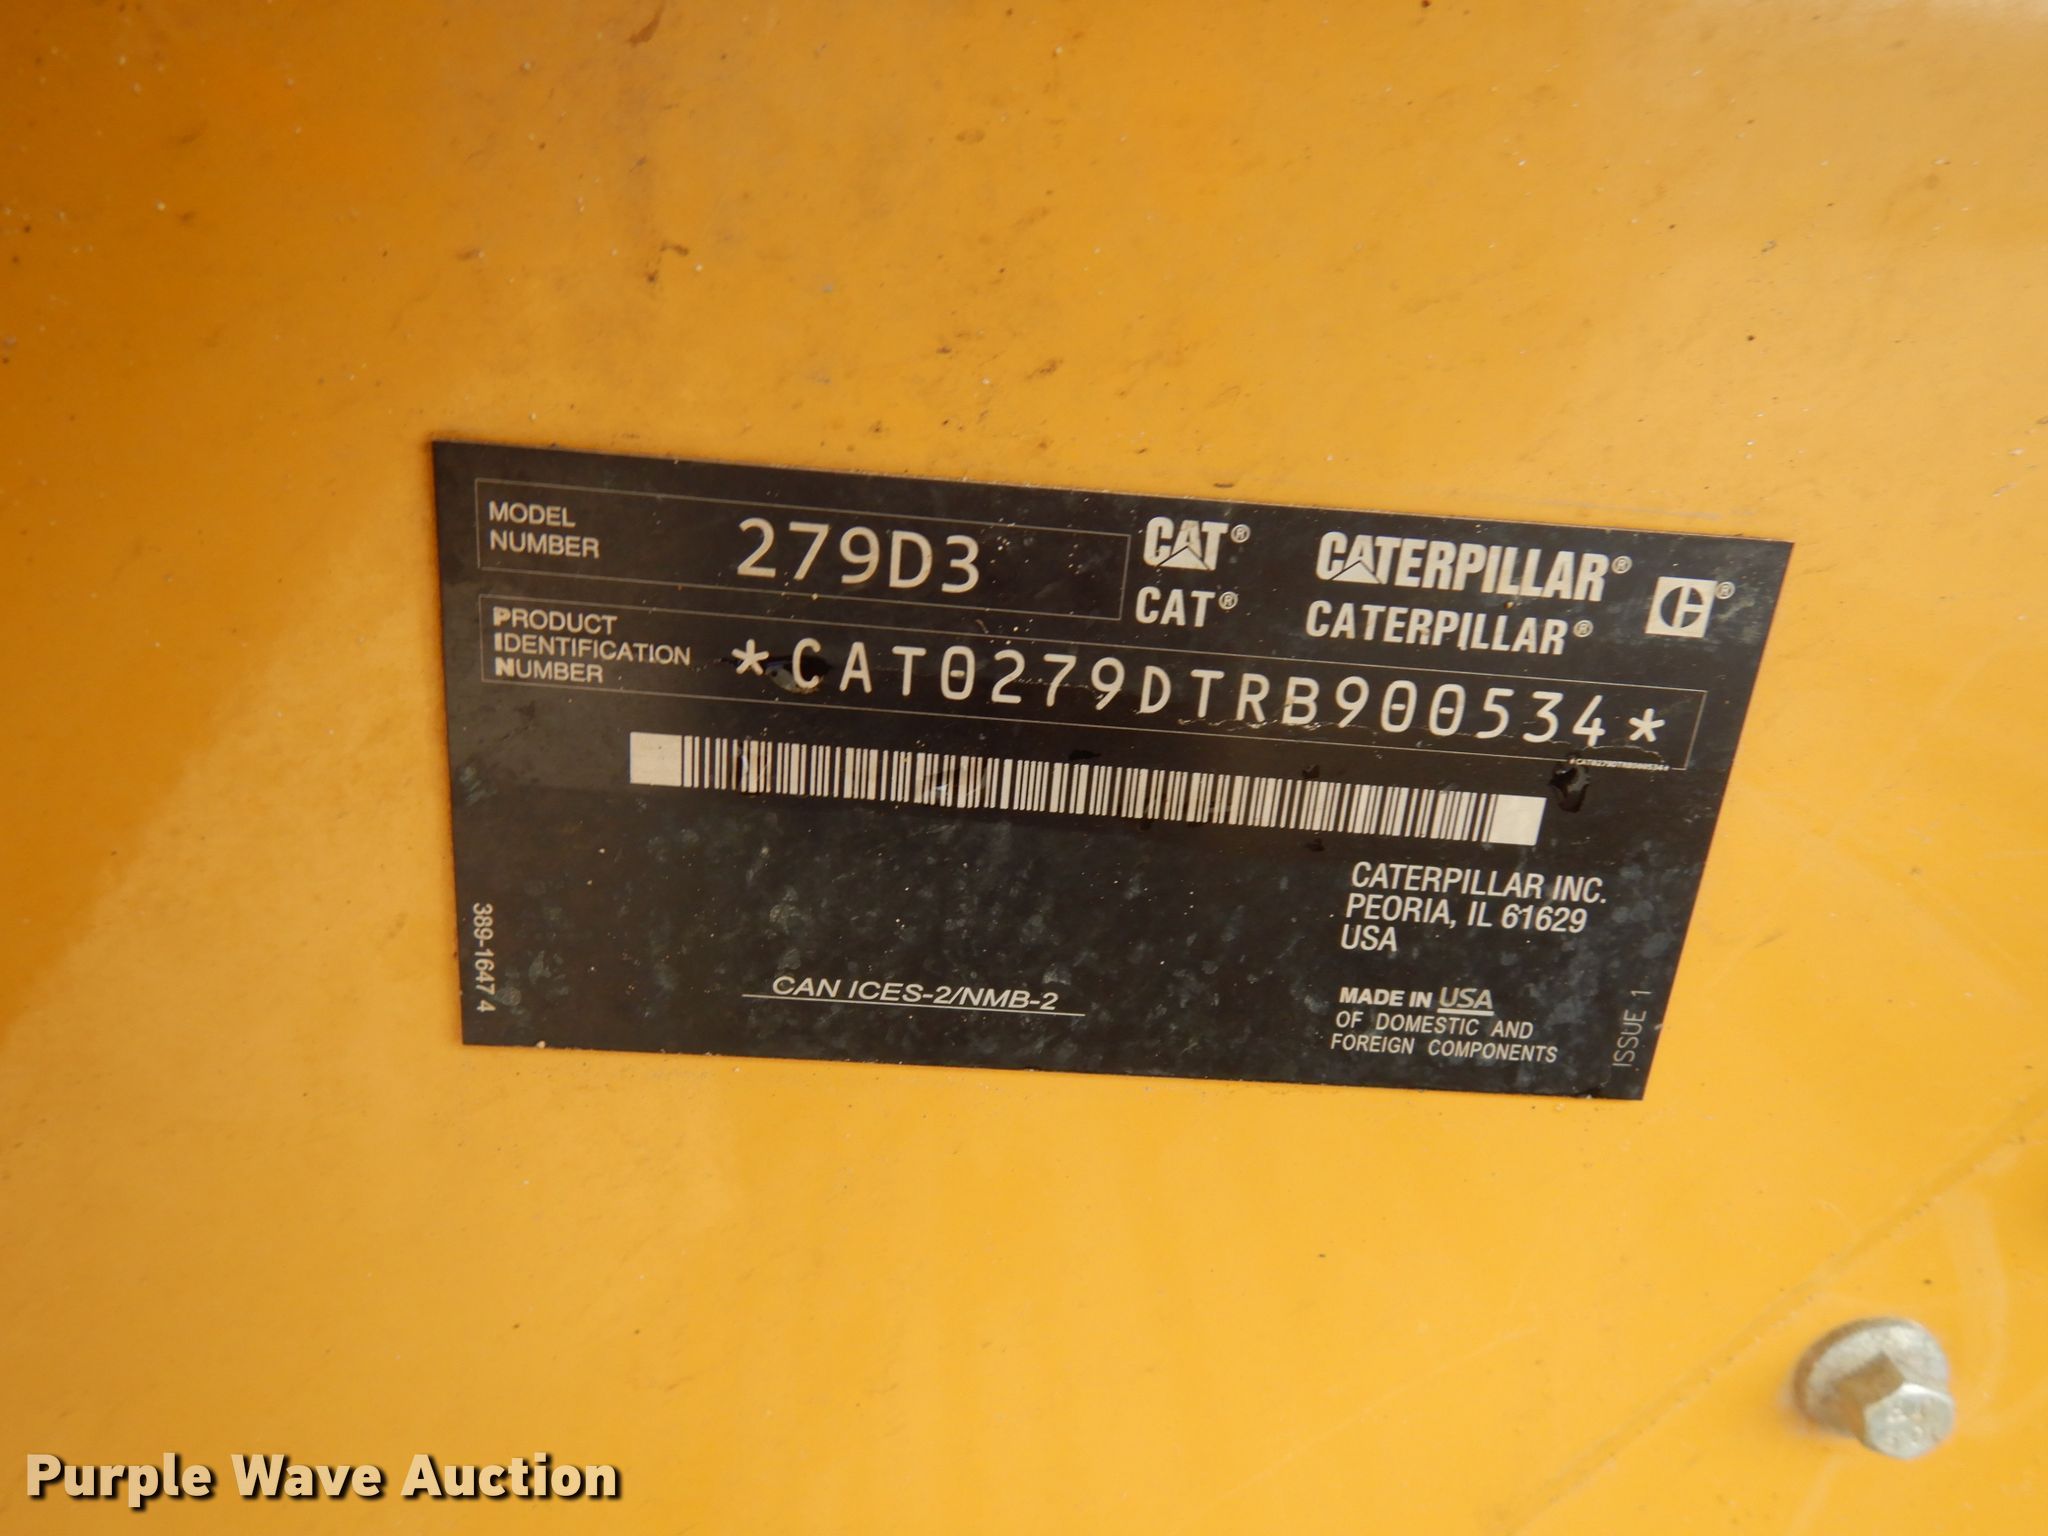 MODEL
NUMBER
279D3
CAT® CATERPILLAR®
CAT® CATERPILLAR® ®
PRODUCT
IDENTIFICATION
NUMBER
*CAT0279DTRB900534*
*CAT0279DTRB900534*
CATERPILLAR INC.
PEORIA, IL 61629
USA
389-1647 4
CAN ICES-2/NMB-2
MADE IN USA
OF DOMESTIC AND
FOREIGN COMPONENTS
ISSUE 1
Purple Wave Auction